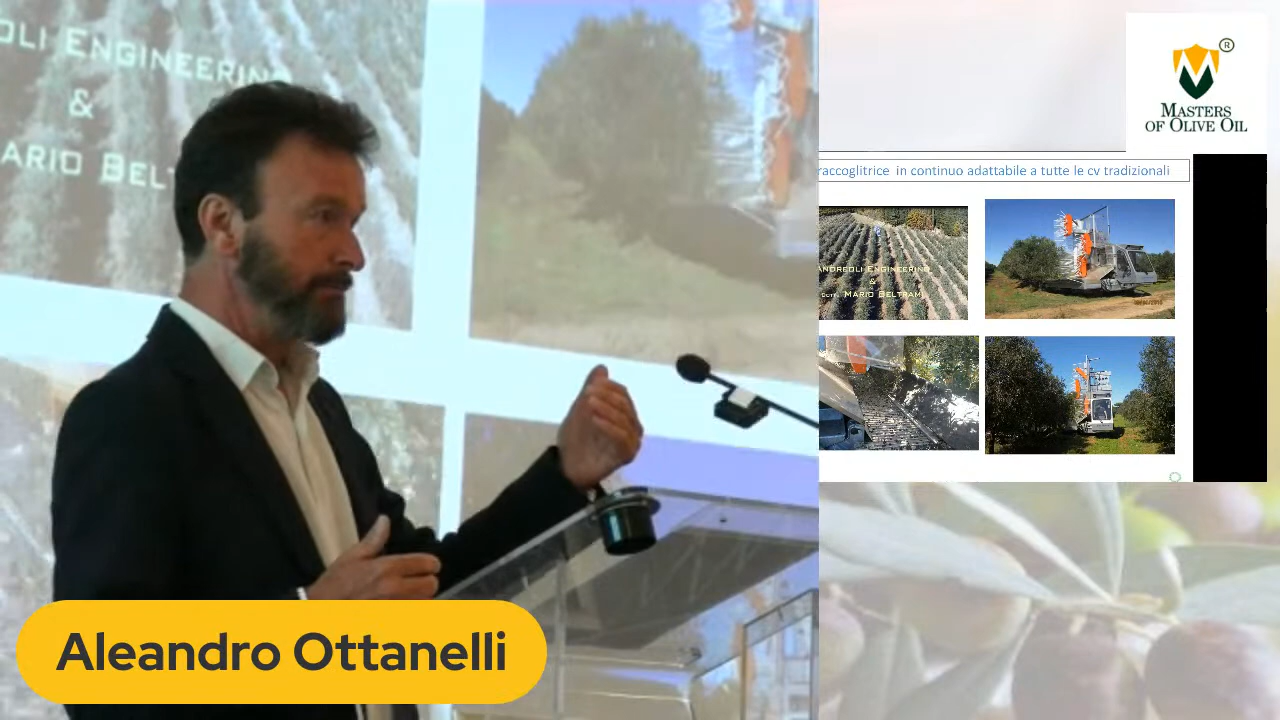 OLI ENGINEERING
&
ARIO BEL
MASTERS
OF OLIVE OIL
®
raccoglitrice in continuo adattabile a tutte le cv tradizionali
ANDREOLI ENGINEERING
&
MARIO BELTRAMI
Aleandro Ottanelli